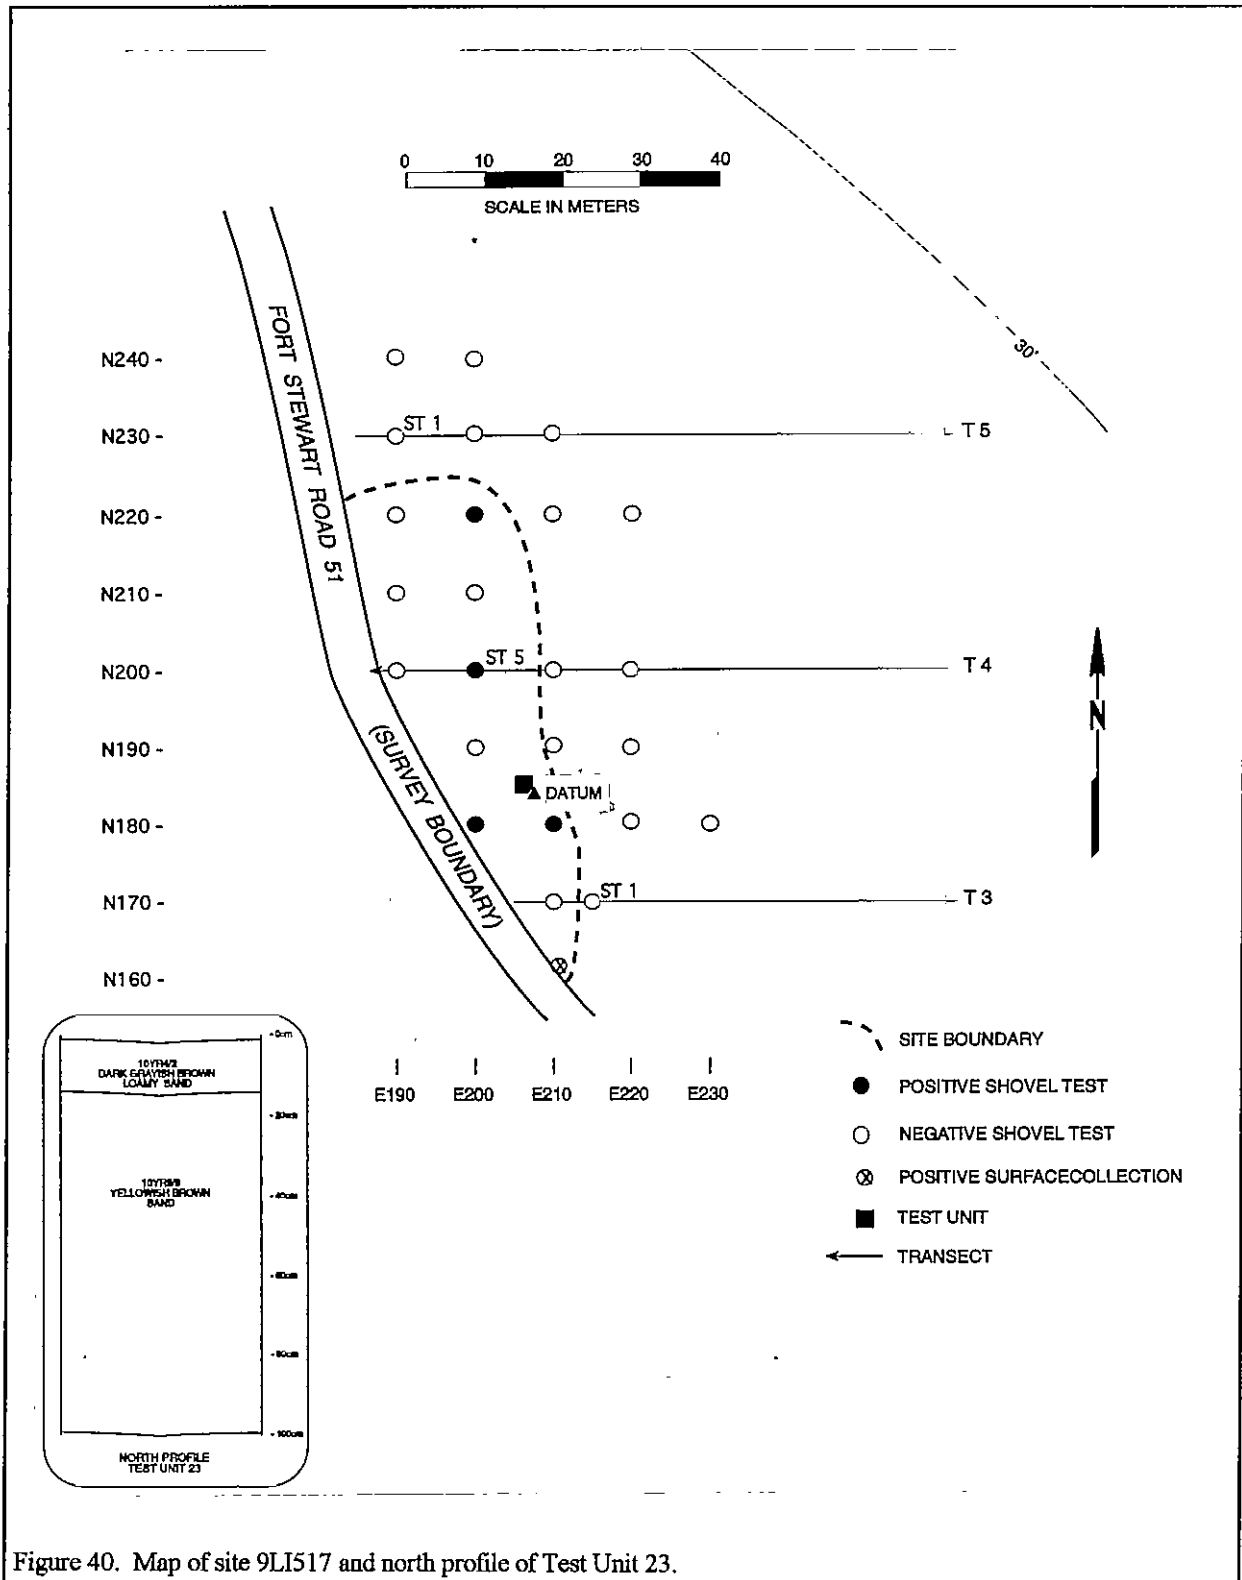 0 10 20 30 40
SCALE IN METERS
30'
FORT STEWART ROAD 51
(SURVEY BOUNDARY)
N240 -
N230 -
ST 1
T 5
N220 -
N210 -
N200 -
ST 5
T 4
N190 -
N
DATUM
N180 -
N170 -
ST 1
T 3
N160 -
E190 E200 E210 E220 E230
SITE BOUNDARY
POSITIVE SHOVEL TEST
NEGATIVE SHOVEL TEST
POSITIVE SURFACECOLLECTION
TEST UNIT
TRANSECT
0cm
10YR4/2
DARK GRAYISH BROWN
LOAMY SAND
20cm
YELLOWISH BROWN
SAND
40cm
60cm
80cm
100cm
NORTH PROFILE
TEST UNIT 23
Figure 40. Map of site 9LI517 and north profile of Test Unit 23.